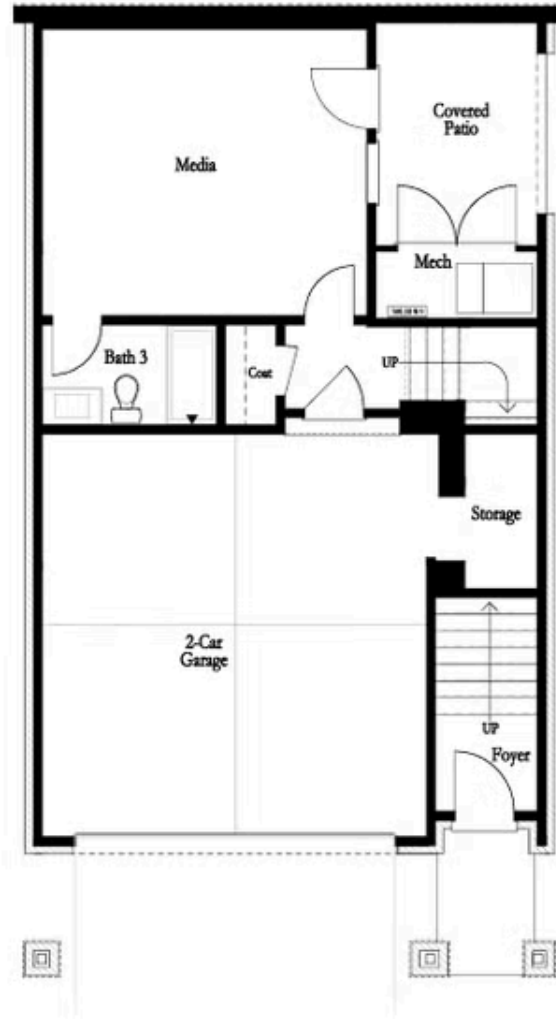 Covered
Patio
Media
Mech
Bath 3
Coat
UP
Storage
2-Car
Garage
UP
Foyer